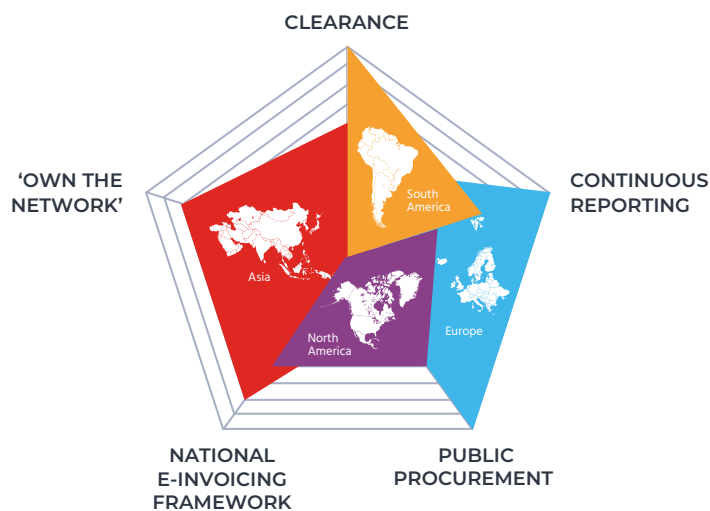 CLEARANCE
‘OWN THE
NETWORK’
CONTINUOUS
REPORTING
South
America
Asia
North
America
Europe
NATIONAL
E-INVOICING
FRAMEWORK
PUBLIC
PROCUREMENT